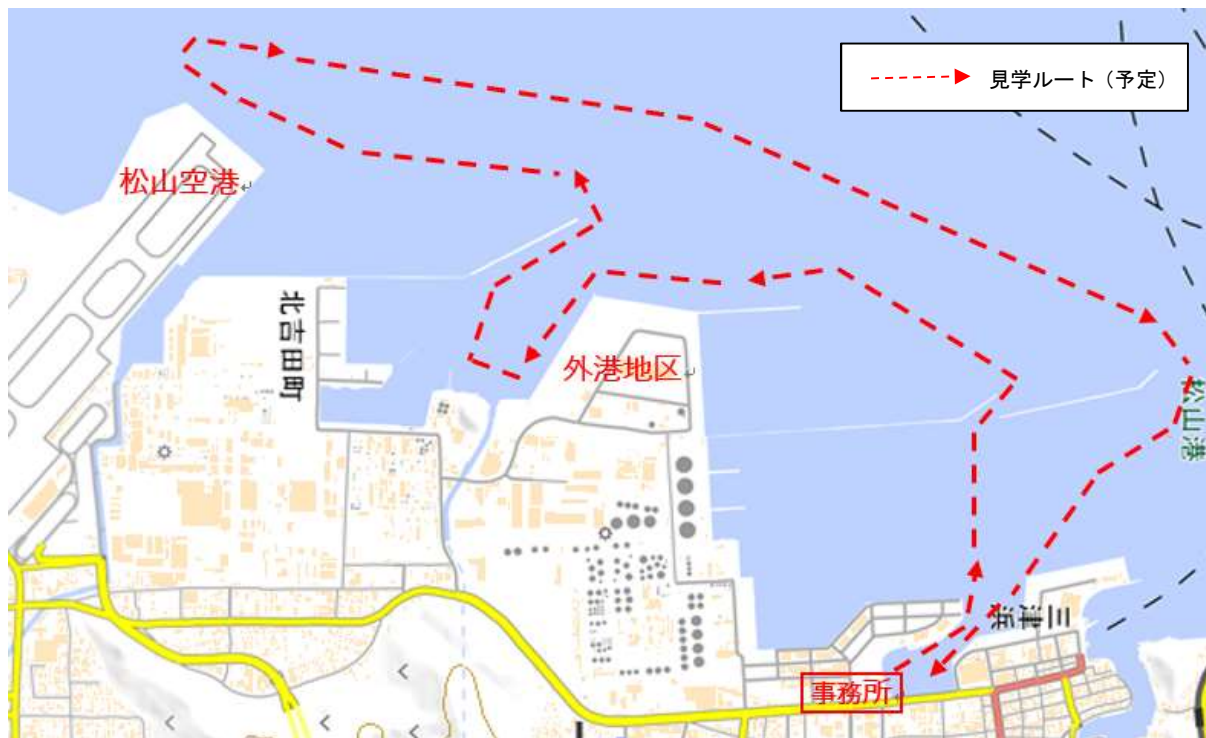 見学ルート（予定）
松山空港
北吉田町
外港地区
松山港
三津浜
事務所